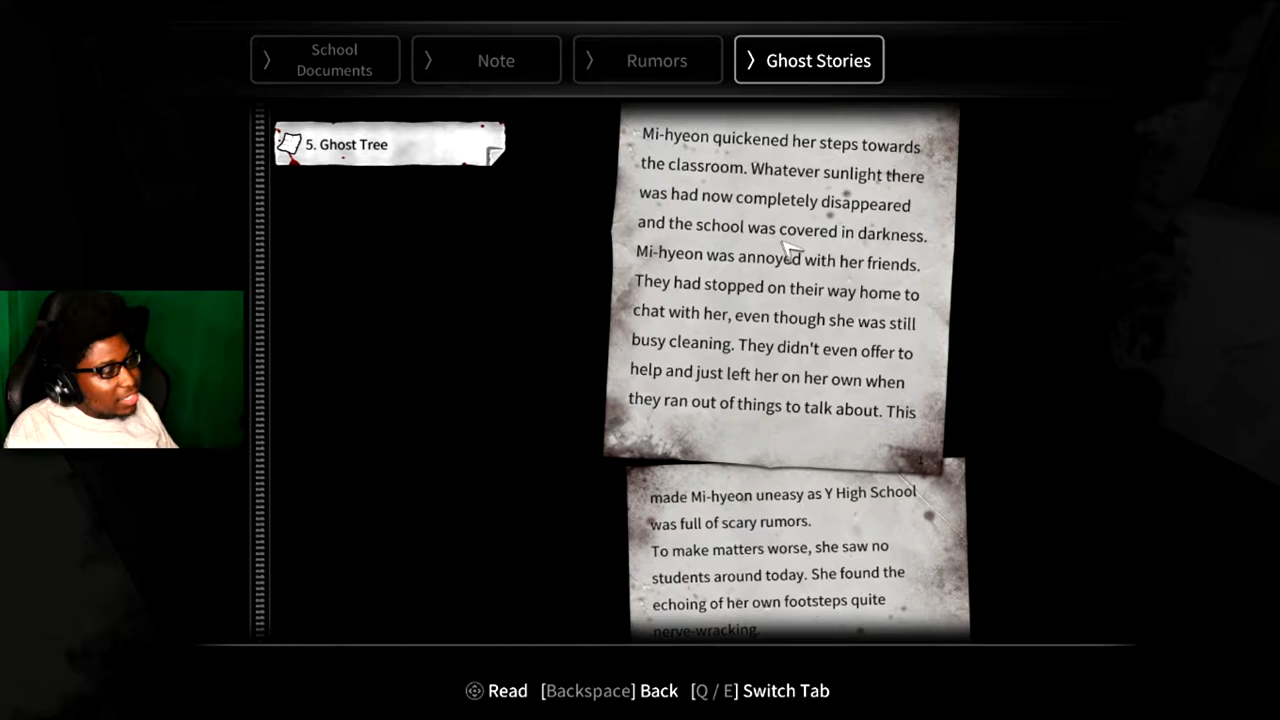 School
Documents
Note
Rumors
Ghost Stories
5. Ghost Tree
Mi-hyeon quickened her steps towards
the classroom. Whatever sunlight there
was had now completely disappeared
and the school was covered in darkness.
Mi-hyeon was annoyed with her friends.
They had stopped on their way home to
chat with her, even though she was still
busy cleaning. They didn't even offer to
help and just left her on her own when
they ran out of things to talk about. This
1
made Mi-hyeon uneasy as Y High School
was full of scary rumors.
To make matters worse, she saw no
students around today. She found the
echoing of her own footsteps quite
nerve-wracking.
Read [Backspace] Back [Q / E] Switch Tab